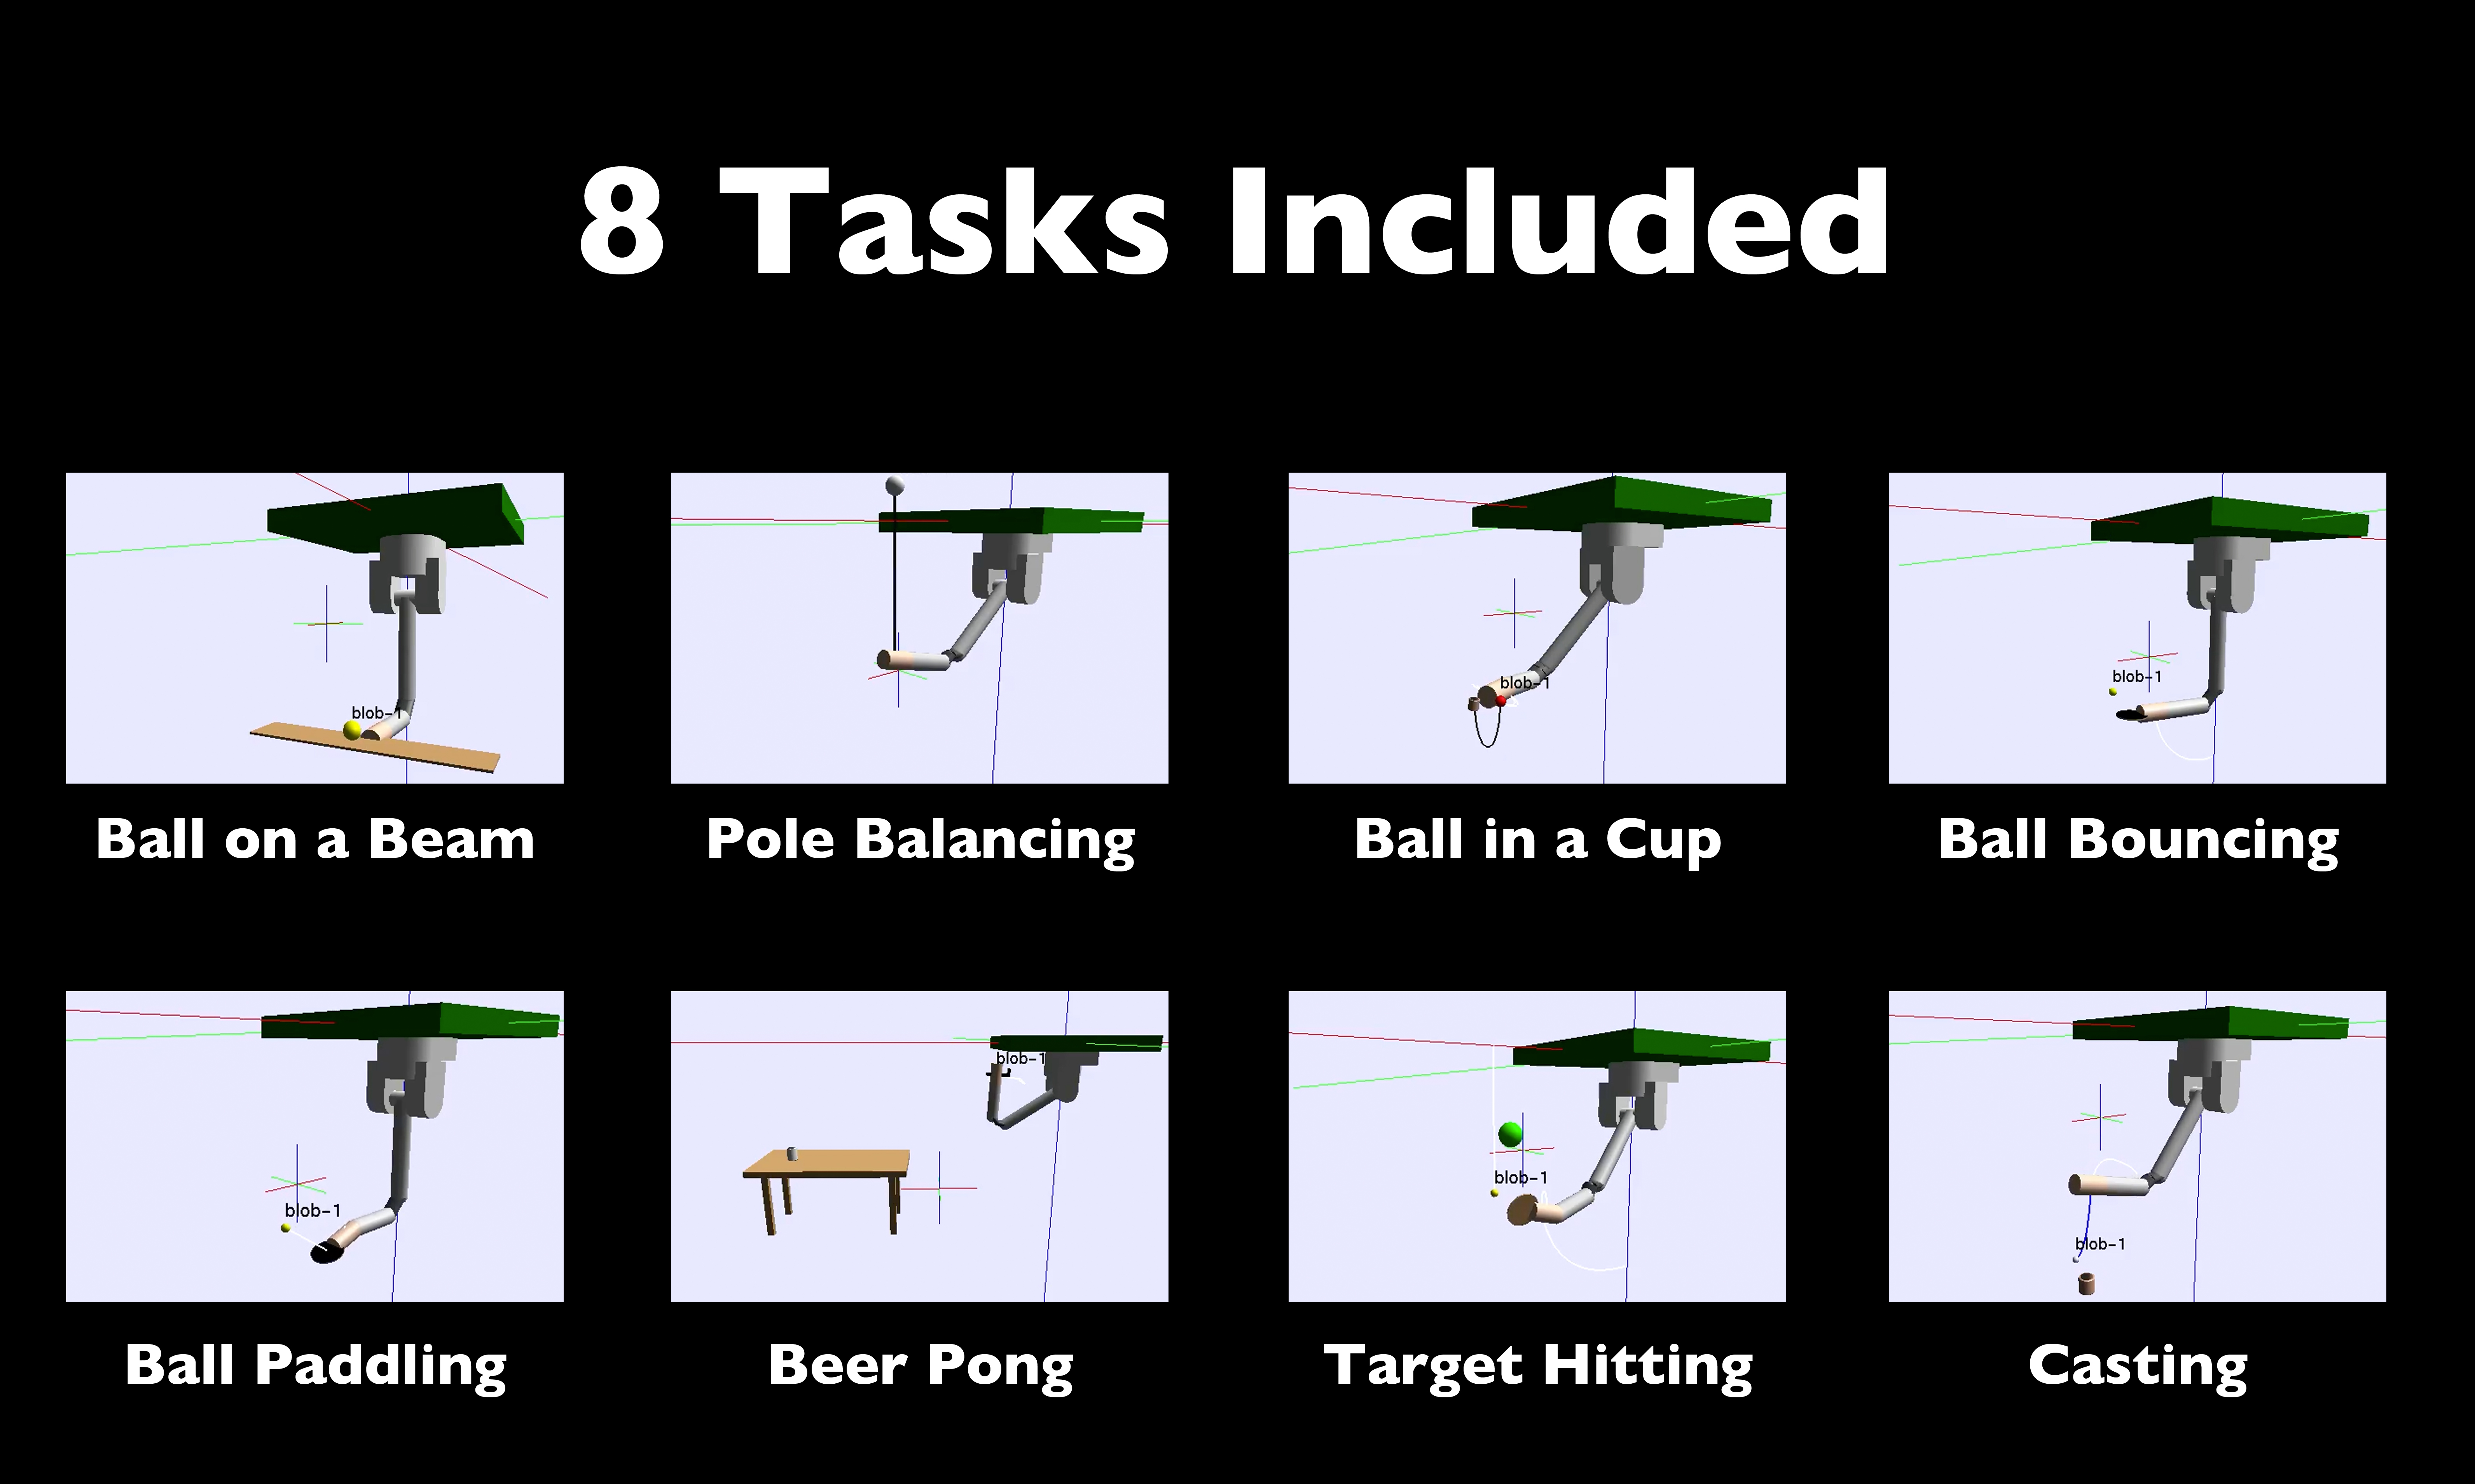 8 Tasks Included
blob-1
blob-1
blob-1
Ball on a Beam
Pole Balancing
Ball in a Cup
Ball Bouncing
blob-1
blob-1
blob-1
blob-1
Ball Paddling
Beer Pong
Target Hitting
Casting